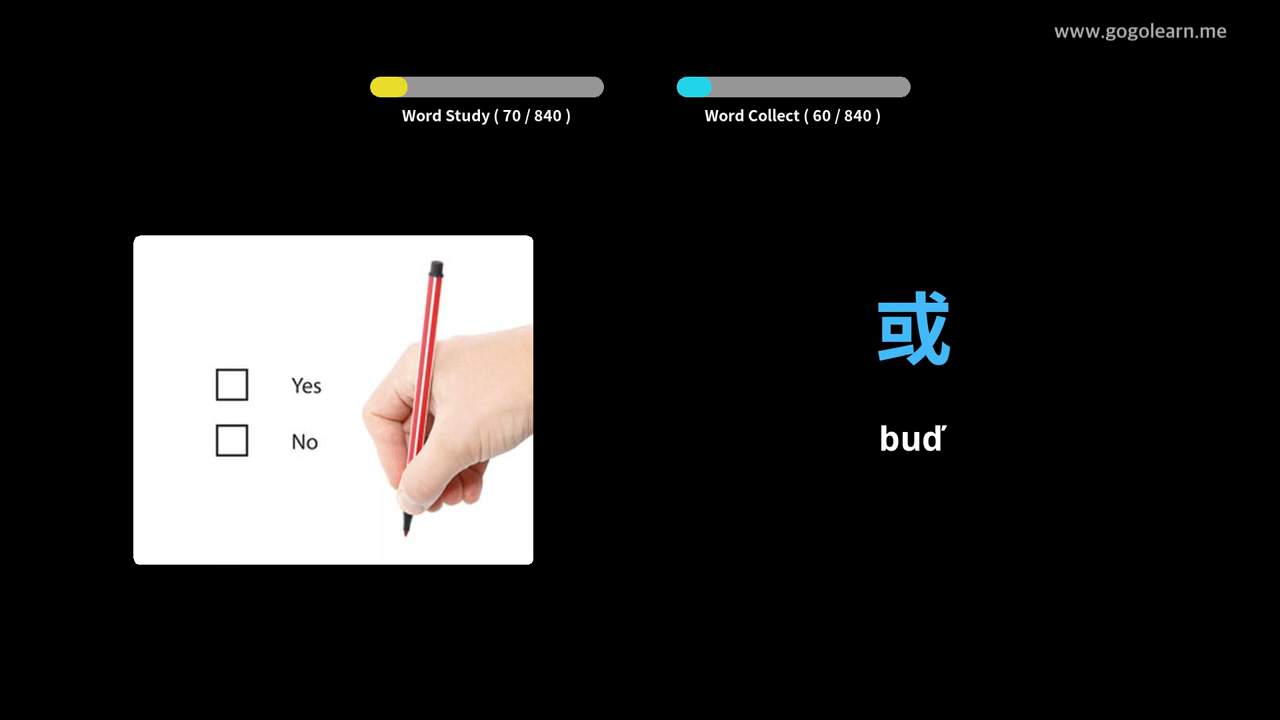 www.gogolearn.me
Word Study ( 70 / 840 )
Word Collect ( 60 / 840 )
Yes
No
或
buď